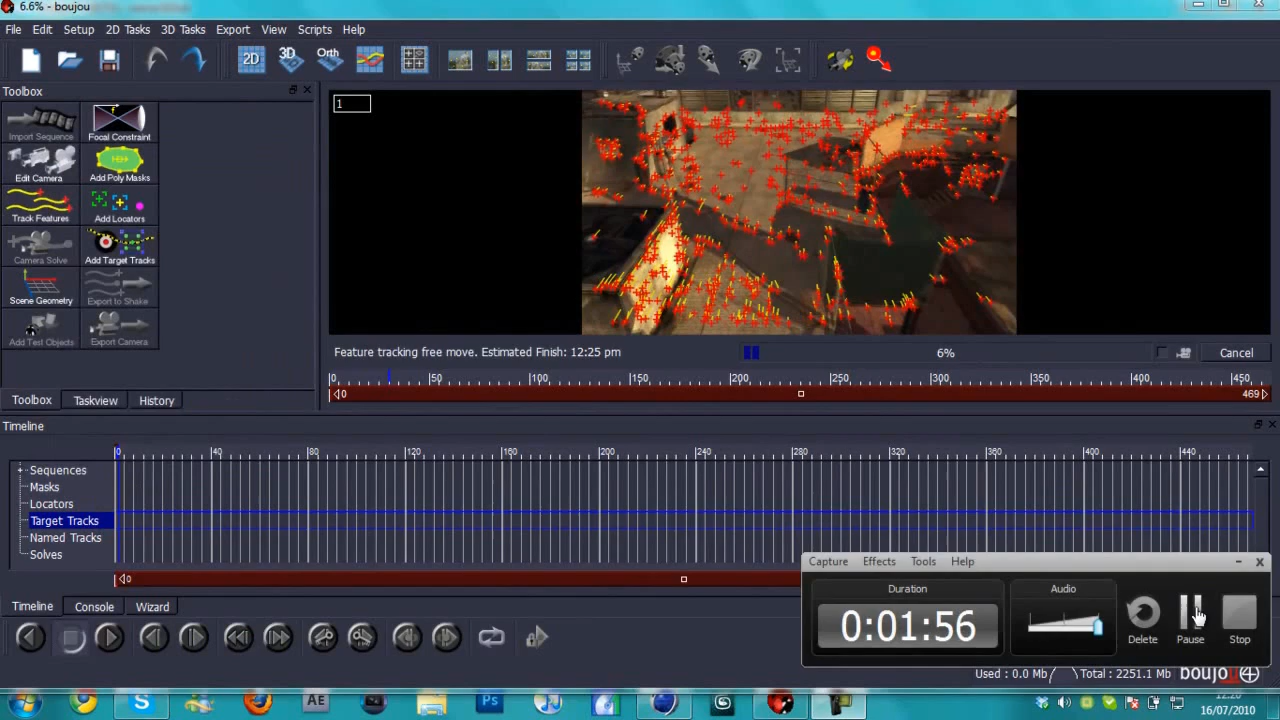 6.6% - boujou
File Edit Setup 2D Tasks 3D Tasks Export View Scripts Help
2D 3D Orth
Toolbox
1
Import Sequence Focal Constraint
Edit Camera Add Poly Masks
Track Features Add Locators
Camera Solve Add Target Tracks
Scene Geometry Export to Shake
Add Test Objects Export Camera
Feature tracking free move. Estimated Finish: 12:25 pm 6% Cancel
0 50 100 150 200 250 300 350 400 450
0 469
Toolbox Taskview History
Timeline
0 40 80 120 160 200 240 280 320 360 400 440
Sequences
Masks
Locators
Target Tracks
Named Tracks
Solves
0
Timeline Console Wizard
Capture Effects Tools Help
Duration Audio
0:01:56
Delete Pause Stop
Used : 0.0 Mb Total : 2251.1 Mb boujou 4
S AE Ps
12:20
16/07/2010